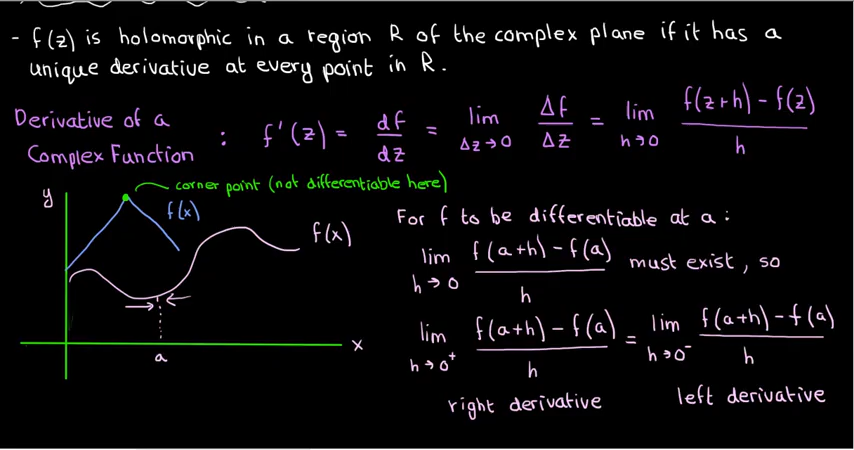 - f(z) is holomorphic in a region R of the complex plane if it has a
unique derivative at every point in R.
Derivative of a
Complex Function : f'(z) = df/dz = lim Δz→0 Δf/Δz = lim h→0 (f(z+h) - f(z))/h
y
corner point (not differentiable here)
f(x)
f(x)
a
x
For f to be differentiable at a :
lim h→0 (f(a+h) - f(a))/h must exist, so
lim h→0⁺ (f(a+h) - f(a))/h = lim h→0⁻ (f(a+h) - f(a))/h
right derivative left derivative